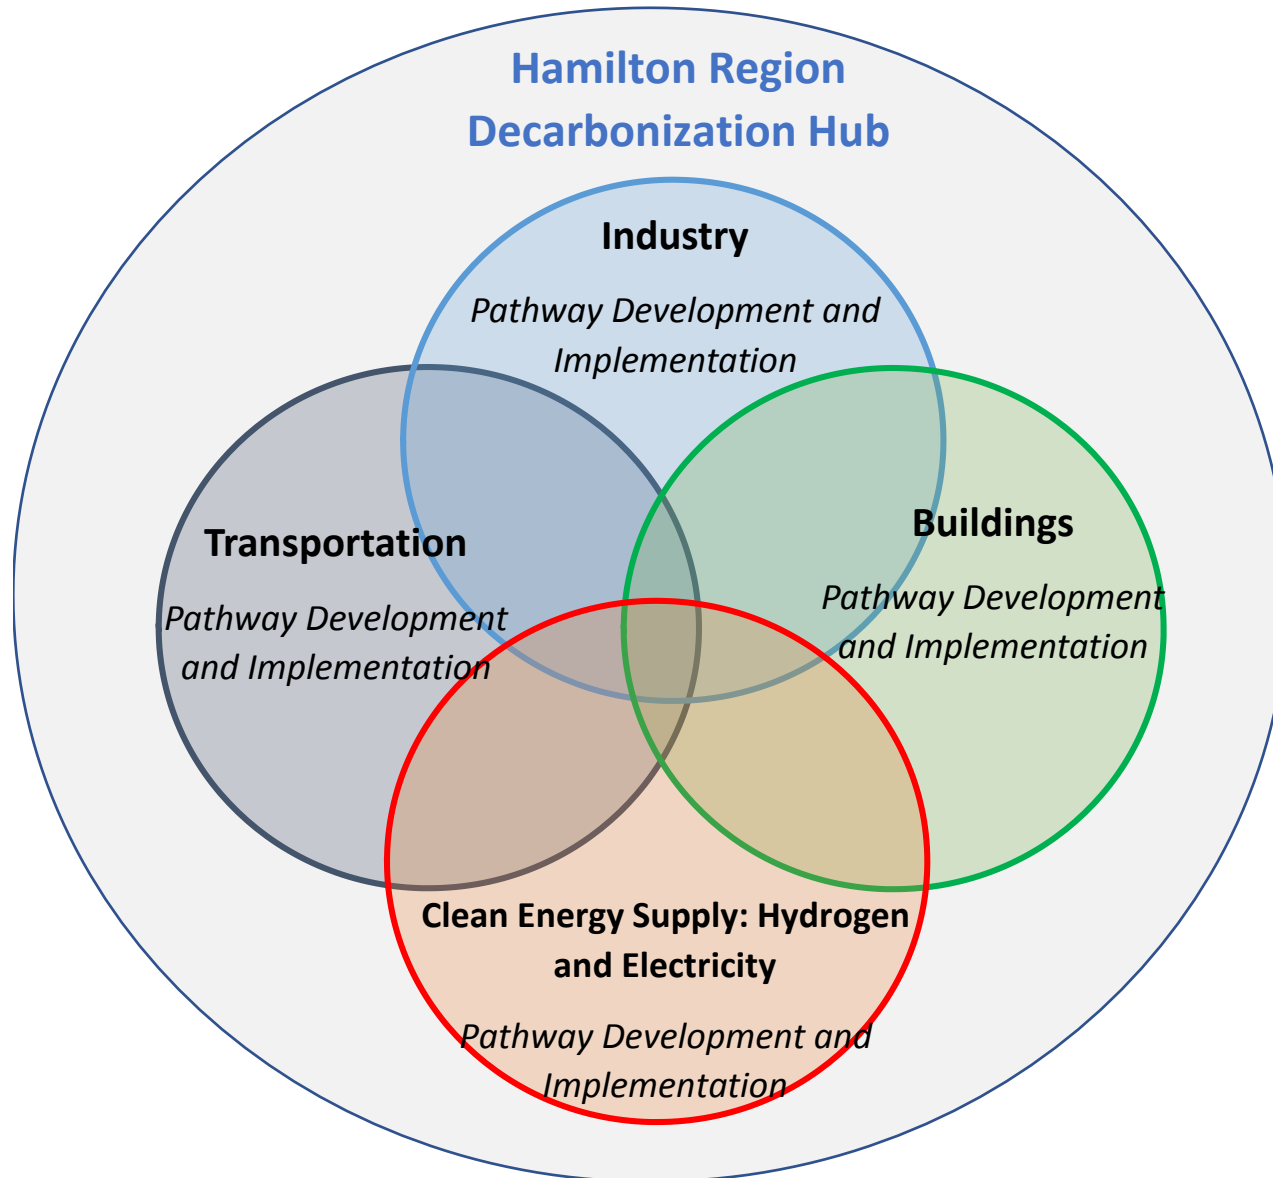 Hamilton Region
Decarbonization Hub
Industry
Pathway Development and
Implementation
Transportation
Pathway Development
and Implementation
Buildings
Pathway Development
and Implementation
Clean Energy Supply: Hydrogen
and Electricity
Pathway Development and
Implementation